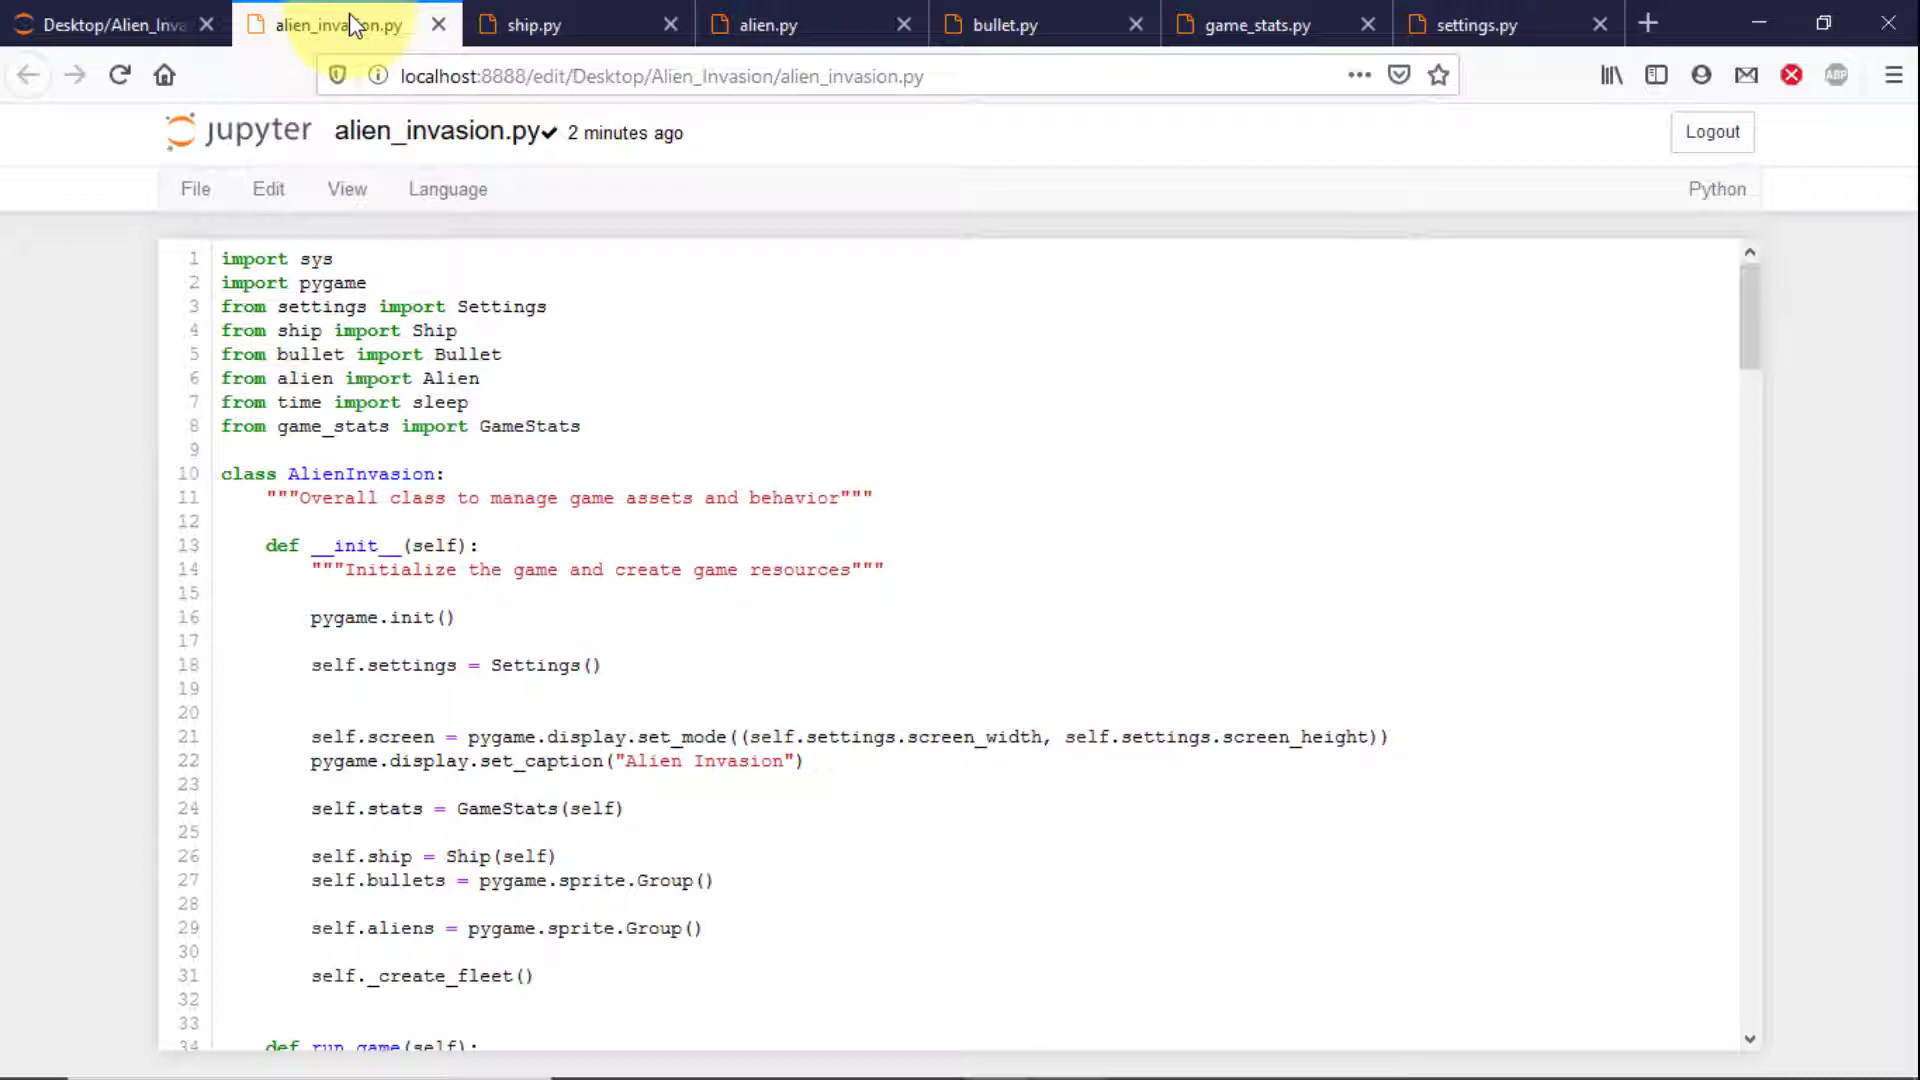 Desktop/Alien_Inva
alien_invasion.py
ship.py
alien.py
bullet.py
game_stats.py
settings.py
localhost:8888/edit/Desktop/Alien_Invasion/alien_invasion.py
ABP
jupyter alien_invasion.py 2 minutes ago
Logout
File Edit View Language Python
1 import sys
2 import pygame
3 from settings import Settings
4 from ship import Ship
5 from bullet import Bullet
6 from alien import Alien
7 from time import sleep
8 from game_stats import GameStats
9
10 class AlienInvasion:
11 """Overall class to manage game assets and behavior"""
12
13 def __init__(self):
14 """Initialize the game and create game resources"""
15
16 pygame.init()
17
18 self.settings = Settings()
19
20
21 self.screen = pygame.display.set_mode((self.settings.screen_width, self.settings.screen_height))
22 pygame.display.set_caption("Alien Invasion")
23
24 self.stats = GameStats(self)
25
26 self.ship = Ship(self)
27 self.bullets = pygame.sprite.Group()
28
29 self.aliens = pygame.sprite.Group()
30
31 self._create_fleet()
32
33
34 def run_game(self):